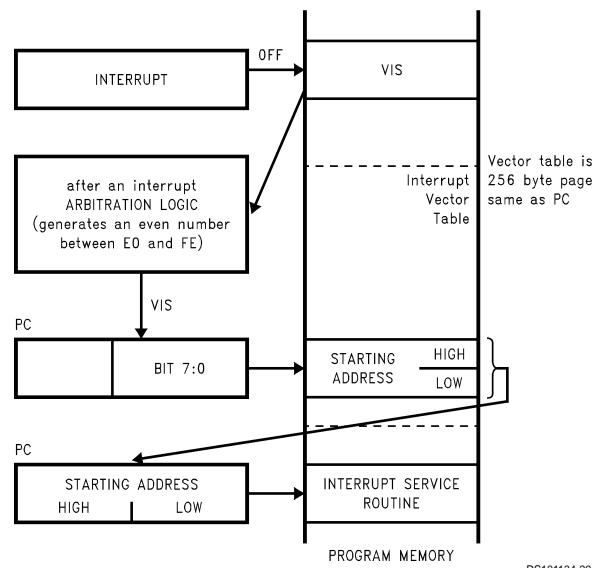 OFF
INTERRUPT
VIS
after an interrupt
ARBITRATION LOGIC
(generates an even number
between E0 and FE)
Interrupt
Vector
Table
Vector table is
256 byte page
same as PC
VIS
PC
BIT 7:0
STARTING
ADDRESS
HIGH
LOW
PC
STARTING ADDRESS
HIGH
LOW
INTERRUPT SERVICE
ROUTINE
PROGRAM MEMORY